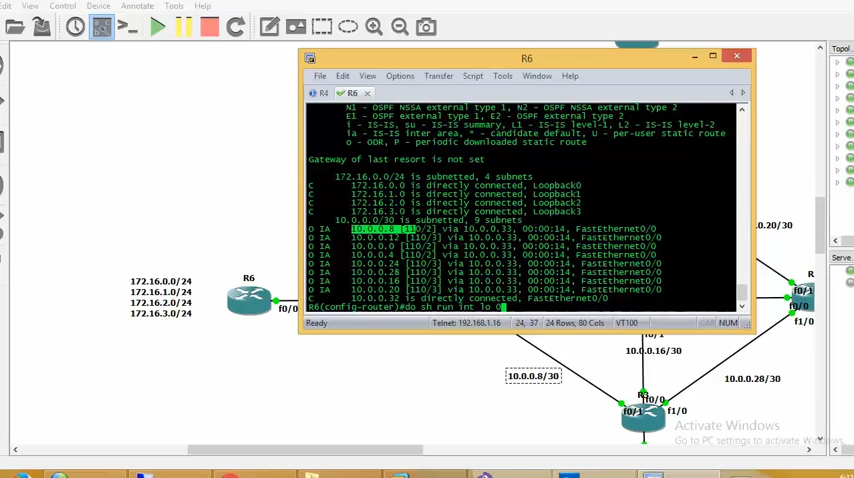 Edit View Control Device Annotate Tools Help
R6
File Edit View Options Transfer Script Tools Window Help
R4 R6
N1 - OSPF NSSA external type 1, N2 - OSPF NSSA external type 2
E1 - OSPF external type 1, E2 - OSPF external type 2
i - IS-IS, su - IS-IS summary, L1 - IS-IS level-1, L2 - IS-IS level-2
ia - IS-IS inter area, * - candidate default, U - per-user static route
o - ODR, P - periodic downloaded static route
Gateway of last resort is not set
172.16.0.0/24 is subnetted, 4 subnets
C 172.16.0.0 is directly connected, Loopback0
C 172.16.1.0 is directly connected, Loopback1
C 172.16.2.0 is directly connected, Loopback2
C 172.16.3.0 is directly connected, Loopback3
10.0.0.0/30 is subnetted, 9 subnets
O IA 10.0.0.8 [110/2] via 10.0.0.33, 00:00:14, FastEthernet0/0
O IA 10.0.0.12 [110/3] via 10.0.0.33, 00:00:14, FastEthernet0/0
O IA 10.0.0.0 [110/2] via 10.0.0.33, 00:00:14, FastEthernet0/0
O IA 10.0.0.4 [110/2] via 10.0.0.33, 00:00:14, FastEthernet0/0
O IA 10.0.0.24 [110/3] via 10.0.0.33, 00:00:14, FastEthernet0/0
O IA 10.0.0.28 [110/3] via 10.0.0.33, 00:00:14, FastEthernet0/0
O IA 10.0.0.16 [110/3] via 10.0.0.33, 00:00:14, FastEthernet0/0
O IA 10.0.0.20 [110/3] via 10.0.0.33, 00:00:14, FastEthernet0/0
C 10.0.0.32 is directly connected, FastEthernet0/0
R6(config-router)#do sh run int lo 0
Ready Telnet: 192.168.1.16 24, 37 24 Rows, 80 Cols VT100 CAP NUM
Topol
Serve
.0.20/30
172.16.0.0/24
172.16.1.0/24
172.16.2.0/24
172.16.3.0/24
R6
f0/0
f0/1
f0/0
f1/0
10.0.0.16/30
10.0.0.8/30
10.0.0.28/30
f0/0
f0/1
f1/0
Activate Windows
Go to PC settings to activate Windows.